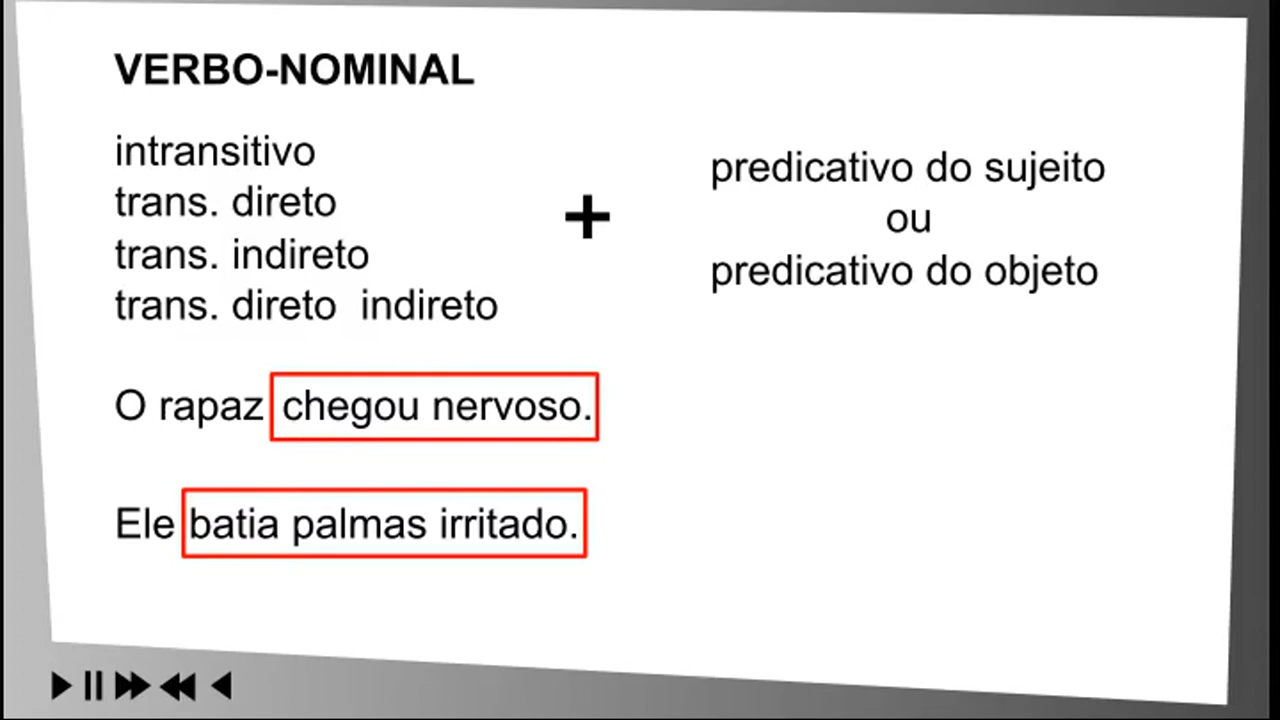 VERBO-NOMINAL
intransitivo
trans. direto
trans. indireto
trans. direto indireto
+
predicativo do sujeito
ou
predicativo do objeto
O rapaz chegou nervoso.
Ele batia palmas irritado.